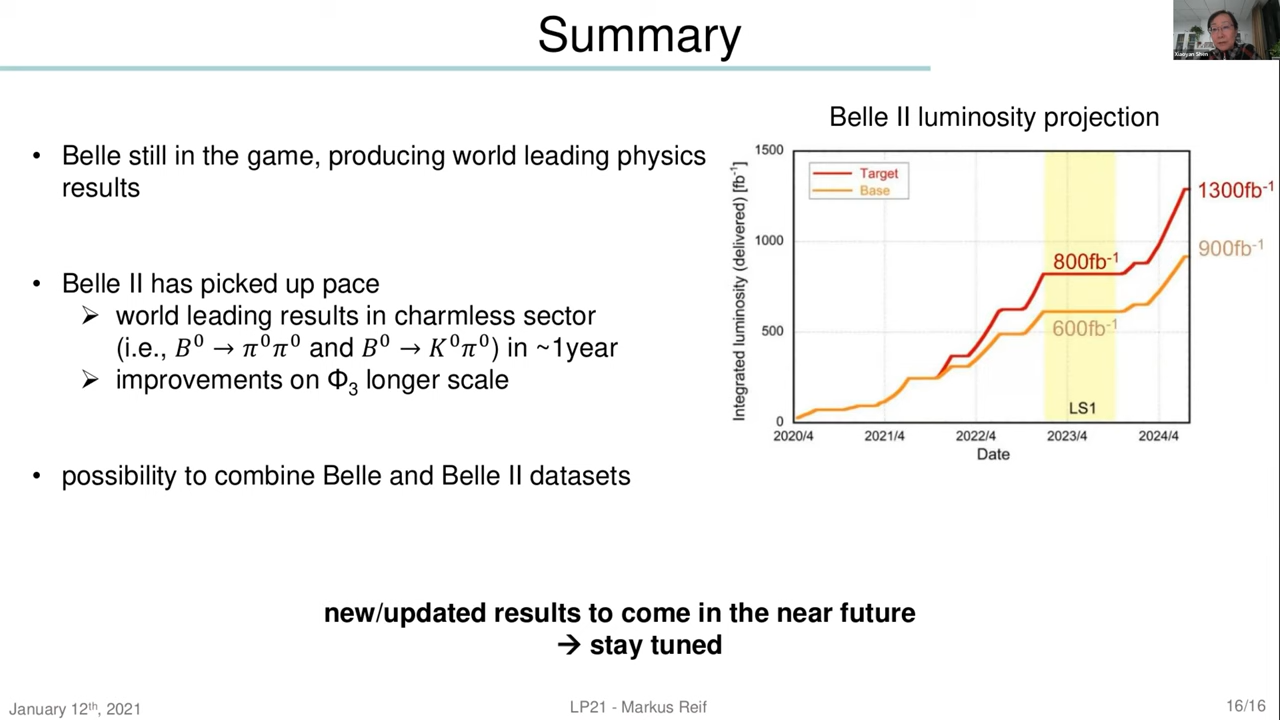 Summary
Xiaoyan Shen
• Belle still in the game, producing world leading physics
results
• Belle II has picked up pace
➢ world leading results in charmless sector
(i.e., B⁰ → π⁰π⁰ and B⁰ → K⁰π⁰) in ~1year
➢ improvements on Φ₃ longer scale
• possibility to combine Belle and Belle II datasets
Belle II luminosity projection
Integrated luminosity (delivered) [fb⁻¹]
1500
1000
500
0
Target
Base
1300fb⁻¹
900fb⁻¹
800fb⁻¹
600fb⁻¹
LS1
2020/4 2021/4 2022/4 2023/4 2024/4
Date
new/updated results to come in the near future
→ stay tuned
January 12ᵗʰ, 2021 LP21 - Markus Reif 16/16